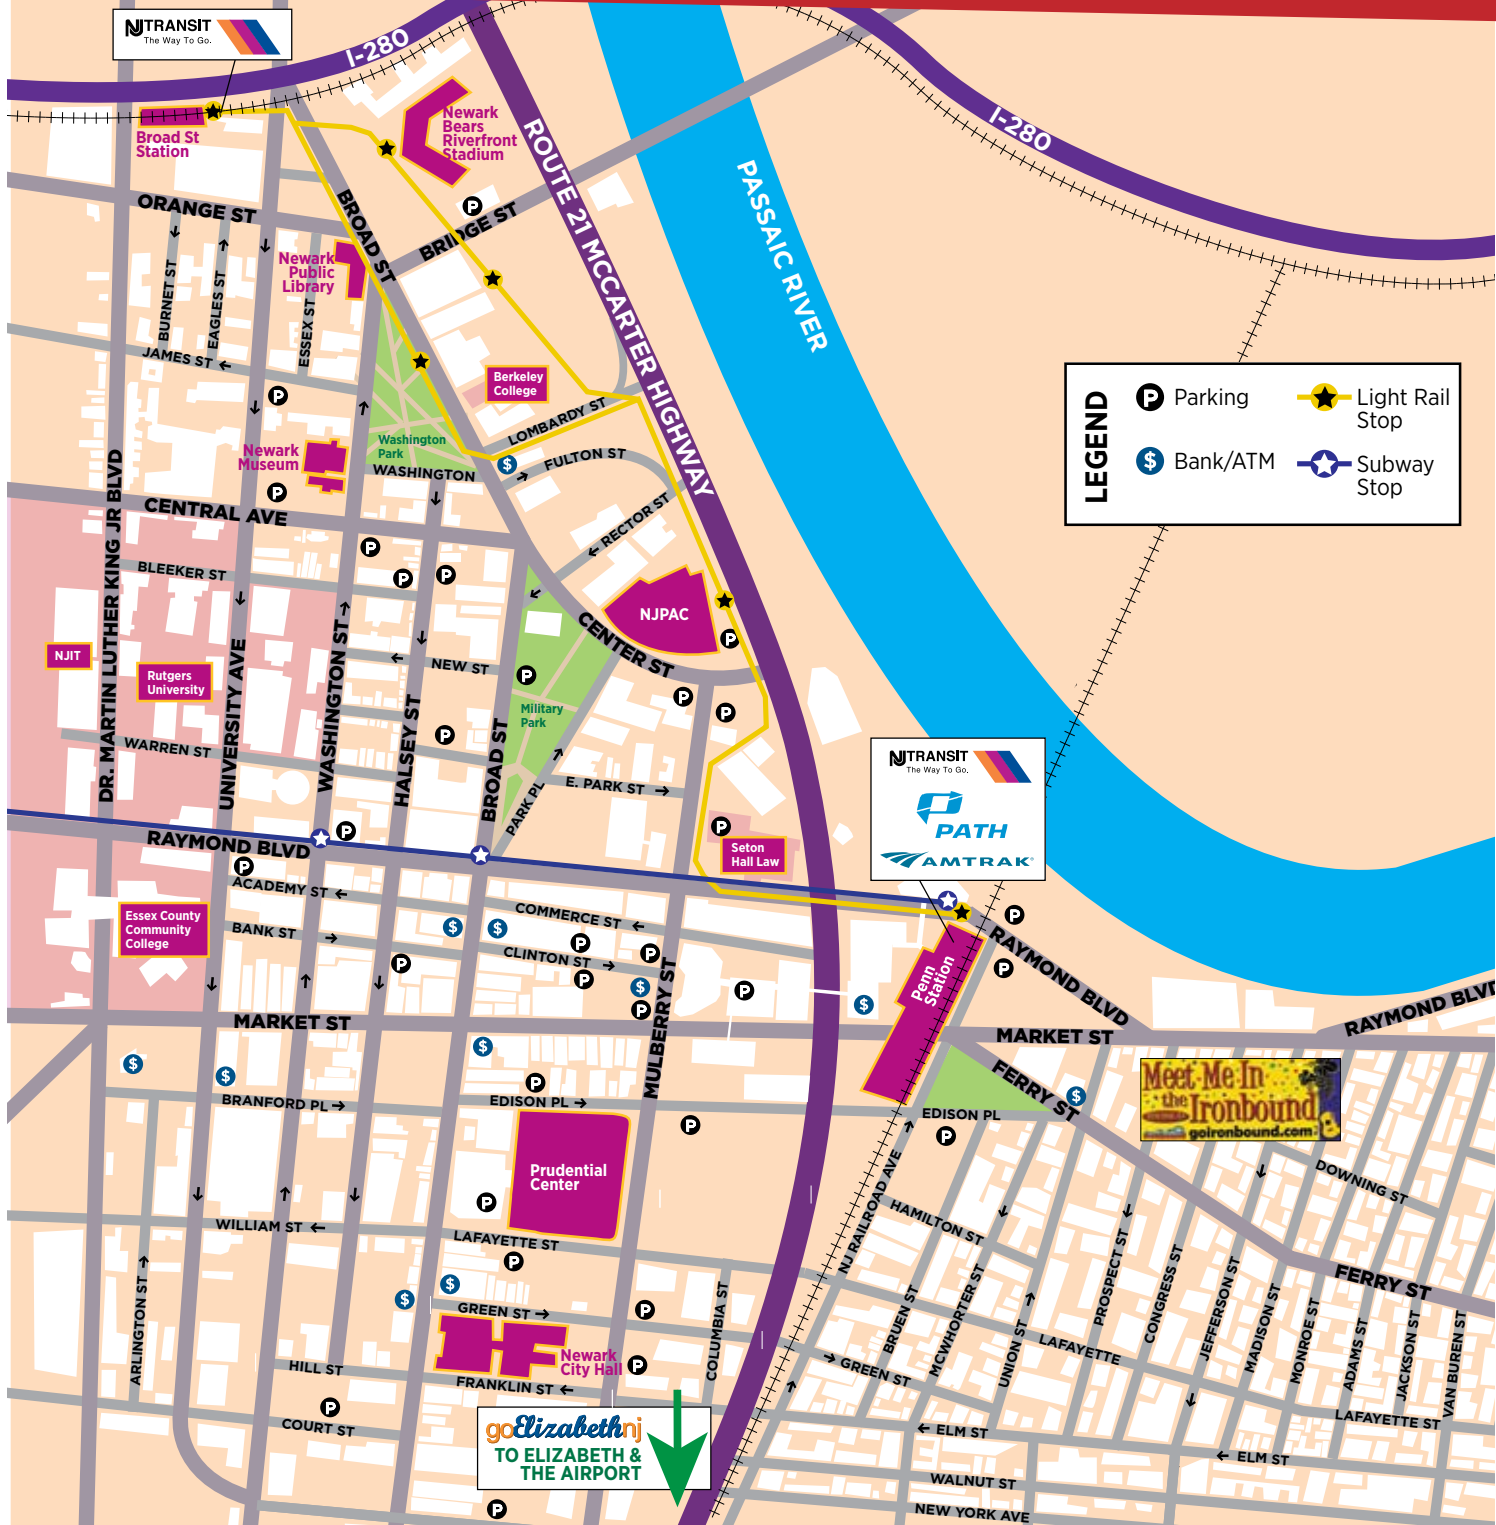 NJ TRANSIT
The Way To Go.
I-280
I-280
Broad St
Station
Newark
Bears
Riverfront
Stadium
ROUTE 21 MCCARTER HIGHWAY
PASSAIC RIVER
ORANGE ST
BROAD ST
BRIDGE ST
Newark
Public
Library
BURNET ST
EAGLES ST
ESSEX ST
JAMES ST
Berkeley
College
LOMBARDY ST
LEGEND
P Parking
Light Rail
Stop
$ Bank/ATM
Subway
Stop
Washington
Park
Newark
Museum
WASHINGTON
FULTON ST
RECTOR ST
CENTRAL AVE
DR. MARTIN LUTHER KING JR BLVD
BLEEKER ST
NJPAC
CENTER ST
NJIT
Rutgers
University
UNIVERSITY AVE
WASHINGTON ST
NEW ST
HALSEY ST
BROAD ST
Military
Park
WARREN ST
E. PARK ST
PARK PL
NJ TRANSIT
The Way To Go.
PATH
AMTRAK
RAYMOND BLVD
Seton
Hall Law
ACADEMY ST
COMMERCE ST
Essex County
Community
College
BANK ST
CLINTON ST
RAYMOND BLVD
Penn
Station
MULBERRY ST
MARKET ST
MARKET ST
RAYMOND BLVD
FERRY ST
Meet Me In
the Ironbound
goironbound.com
BRANFORD PL
EDISON PL
EDISON PL
Prudential
Center
DOWNING ST
HAMILTON ST
NJ RAILROAD AVE
WILLIAM ST
LAFAYETTE ST
FERRY ST
ARLINGTON ST
GREEN ST
COLUMBIA ST
BRUEN ST
MCWHORTER ST
UNION ST
PROSPECT ST
CONGRESS ST
JEFFERSON ST
MADISON ST
MONROE ST
ADAMS ST
JACKSON ST
VAN BUREN ST
LAFAYETTE
GREEN ST
Newark
City Hall
HILL ST
FRANKLIN ST
COURT ST
LAFAYETTE ST
ELM ST
ELM ST
goElizabethnj
TO ELIZABETH &
THE AIRPORT
WALNUT ST
NEW YORK AVE